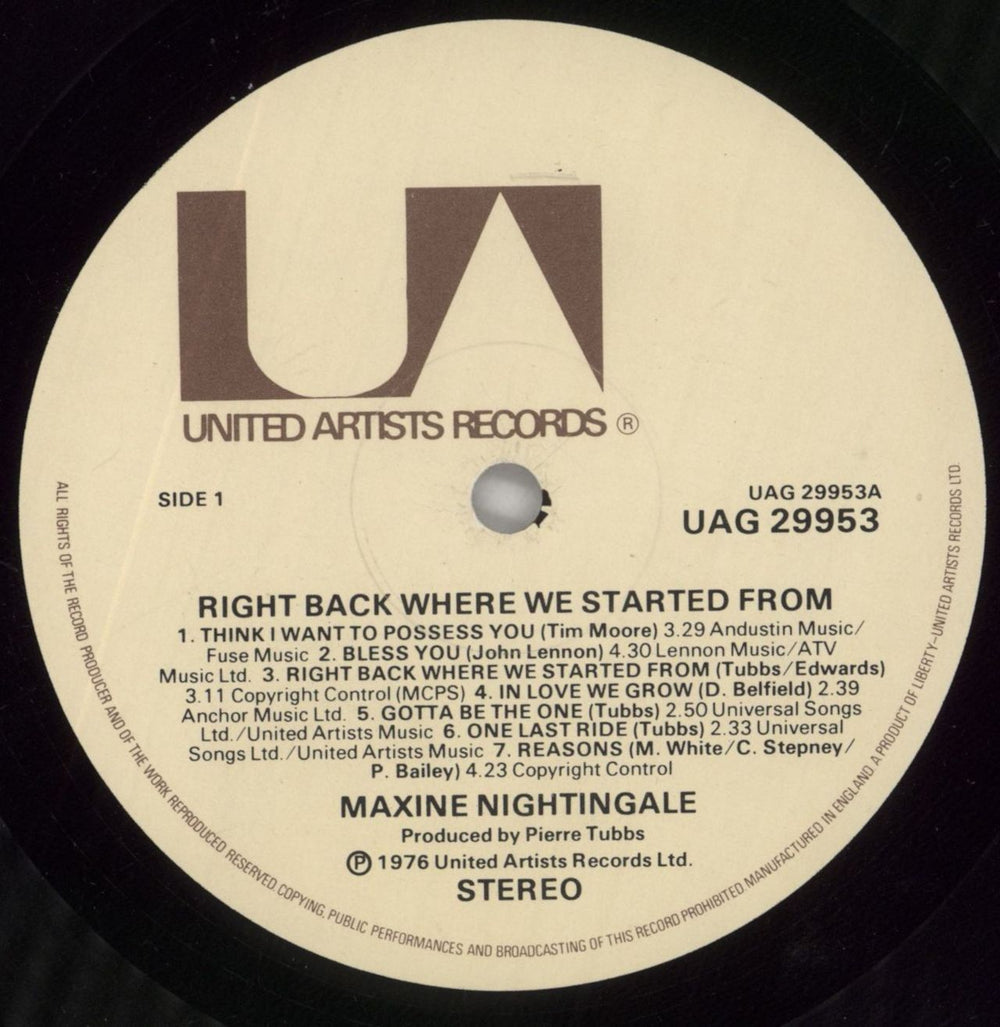 UA
UNITED ARTISTS RECORDS ®
SIDE 1
UAG 29953A
UAG 29953
RIGHT BACK WHERE WE STARTED FROM
1. THINK I WANT TO POSSESS YOU (Tim Moore) 3.29 Andustin Music/
Fuse Music 2. BLESS YOU (John Lennon) 4.30 Lennon Music/ATV
Music Ltd. 3. RIGHT BACK WHERE WE STARTED FROM (Tubbs/Edwards)
3.11 Copyright Control (MCPS) 4. IN LOVE WE GROW (D. Belfield) 2.39
Anchor Music Ltd. 5. GOTTA BE THE ONE (Tubbs) 2.50 Universal Songs
Ltd./United Artists Music 6. ONE LAST RIDE (Tubbs) 2.33 Universal
Songs Ltd./United Artists Music 7. REASONS (M. White/C. Stepney/
P. Bailey) 4.23 Copyright Control
MAXINE NIGHTINGALE
Produced by Pierre Tubbs
℗ 1976 United Artists Records Ltd.
STEREO
ALL RIGHTS OF THE RECORD PRODUCER AND OF THE WORK REPRODUCED RESERVED. COPYING, PUBLIC PERFORMANCES AND BROADCASTING OF THIS RECORD PROHIBITED. MANUFACTURED IN ENGLAND. A PRODUCT OF LIBERTY–UNITED ARTISTS RECORDS LTD.